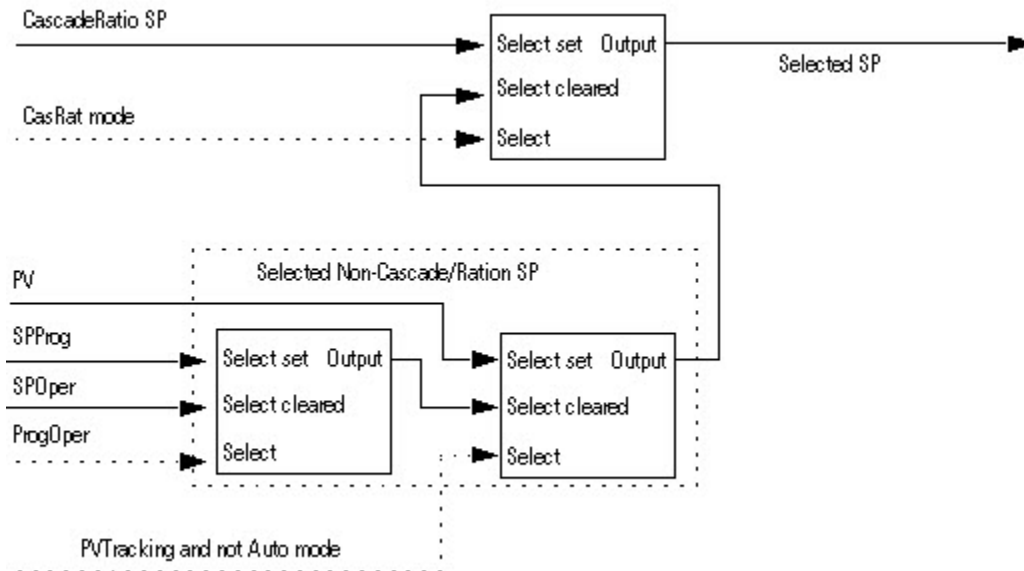 CascadeRatio SP
Select set Output
Selected SP
Select cleared
CasRat mode
Select
Selected Non-Cascade/Ration SP
PV
SPProg
Select set Output
Select set Output
SPOper
Select cleared
Select cleared
ProgOper
Select
Select
PVTracking and not Auto mode